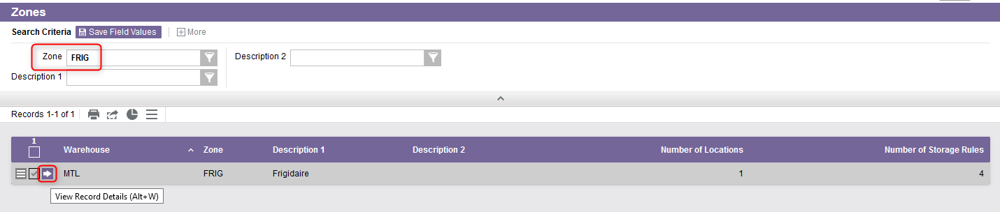 Zones
Search Criteria Save Field Values More
Zone FRIG Description 2
Description 1
Records 1-1 of 1
1
Warehouse Zone Description 1 Description 2 Number of Locations Number of Storage Rules
MTL FRIG Frigidaire 1 4
View Record Details (Alt+W)